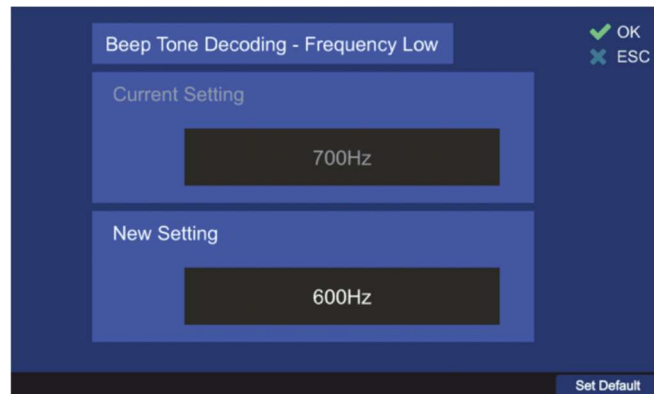 Beep Tone Decoding - Frequency Low
OK
ESC
Current Setting
700Hz
New Setting
600Hz
Set Default